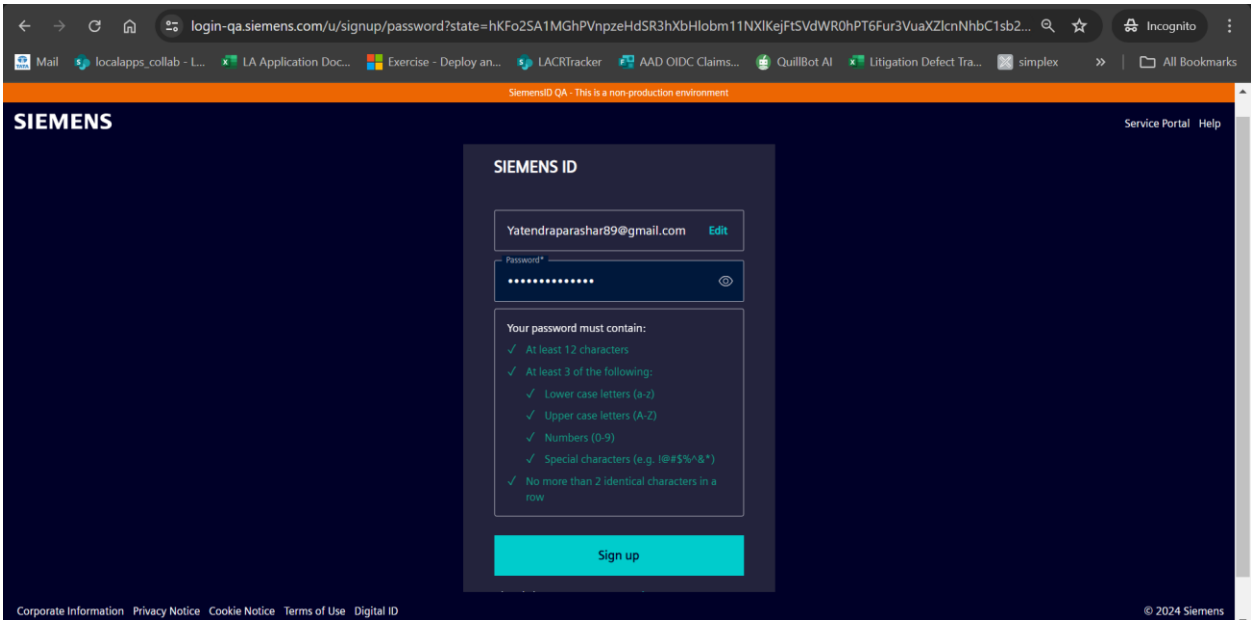 login-qa.siemens.com/u/signup/password?state=hKFo2SA1MGhPVnpzeHdSR3hXbHlobm11NXlKejFtSVdWR0hPT6Fur3VuaXZlcnNhbC1sb2... Incognito
TATA Mail localapps_collab - L... LA Application Doc... Exercise - Deploy an... LACRTracker AAD OIDC Claims... QuillBot AI Litigation Defect Tra... simplex » All Bookmarks
SiemensID QA - This is a non-production environment
SIEMENS Service Portal Help
SIEMENS ID
Yatendraparashar89@gmail.com Edit
Password*
Your password must contain:
✓ At least 12 characters
✓ At least 3 of the following:
✓ Lower case letters (a-z)
✓ Upper case letters (A-Z)
✓ Numbers (0-9)
✓ Special characters (e.g. !@#$%^&*)
✓ No more than 2 identical characters in a
row
Sign up
Corporate Information Privacy Notice Cookie Notice Terms of Use Digital ID © 2024 Siemens